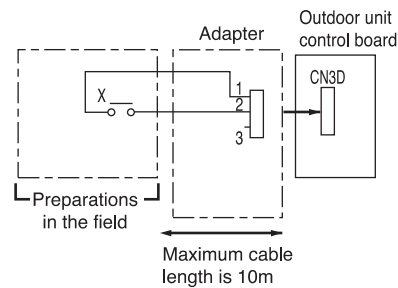 Outdoor unit
control board
Adapter
CN3D
X
1
2
3
Preparations
in the field
Maximum cable
length is 10m